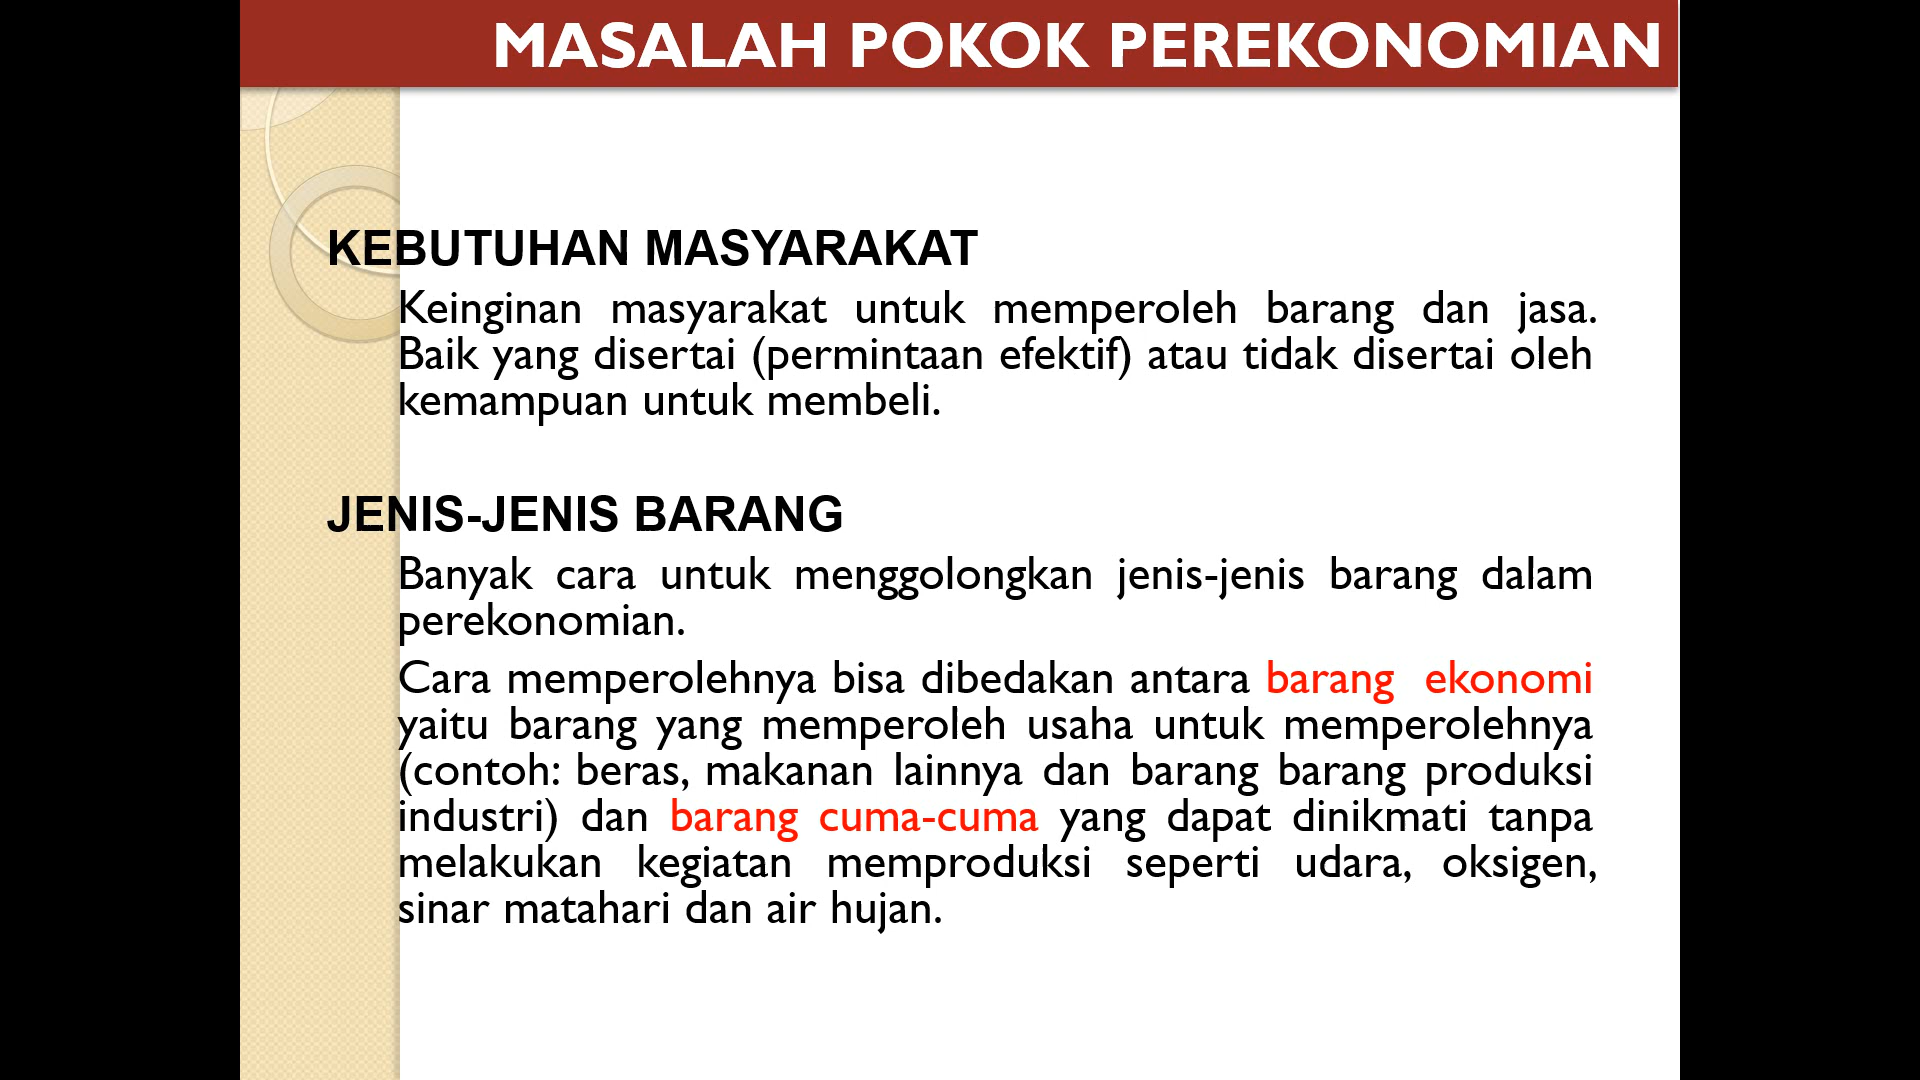 MASALAH POKOK PEREKONOMIAN
KEBUTUHAN MASYARAKAT
Keinginan masyarakat untuk memperoleh barang dan jasa.
Baik yang disertai (permintaan efektif) atau tidak disertai oleh
kemampuan untuk membeli.
JENIS-JENIS BARANG
Banyak cara untuk menggolongkan jenis-jenis barang dalam
perekonomian.
Cara memperolehnya bisa dibedakan antara barang ekonomi
yaitu barang yang memperoleh usaha untuk memperolehnya
(contoh: beras, makanan lainnya dan barang barang produksi
industri) dan barang cuma-cuma yang dapat dinikmati tanpa
melakukan kegiatan memproduksi seperti udara, oksigen,
sinar matahari dan air hujan.